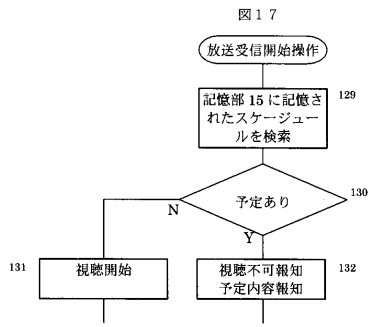 図17
放送受信開始操作
129
記憶部 15 に記憶さ
れたスケージュー
ルを検索
130
予定あり
N
Y
131
視聴開始
132
視聴不可報知
予定内容報知